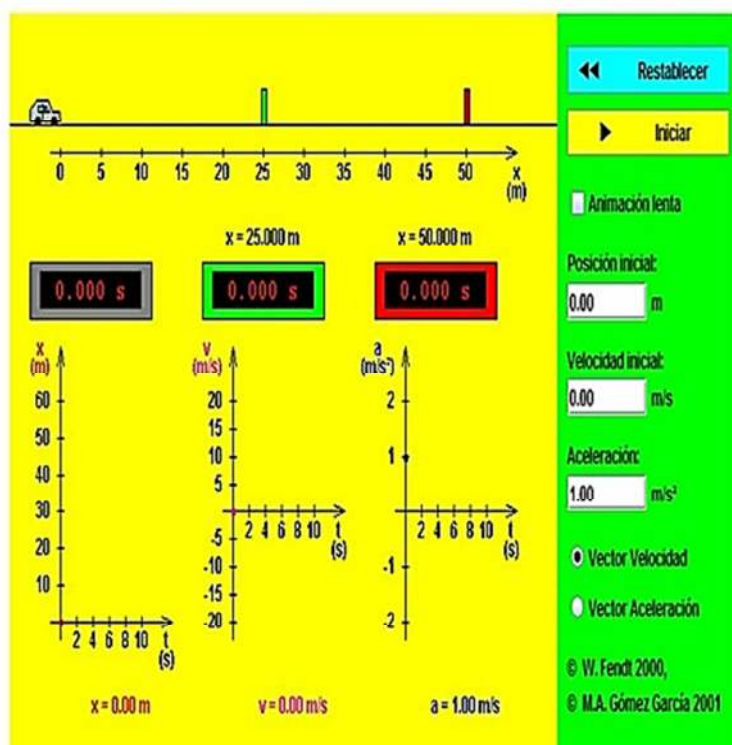 Restablecer
Iniciar
0 5 10 15 20 25 30 35 40 45 50 x
(m)
Animación lenta
x = 25.000 m x = 50.000 m
Posición inicial:
0.00 m
0.000 s 0.000 s 0.000 s
Velocidad inicial:
0.00 m/s
Aceleración:
1.00 m/s²
x
(m)
60
50
40
30
20
10
2 4 6 8 10 t
(s)
v
(m/s)
20
15
10
5
2 4 6 8 10 t
(s)
-5
-10
-15
-20
a
(m/s²)
2
1
2 4 6 8 10 t
(s)
-1
-2
Vector Velocidad
Vector Aceleración
x = 0.00 m v = 0.00 m/s a = 1.00 m/s
© W. Fendt 2000,
© M.A. Gómez García 2001